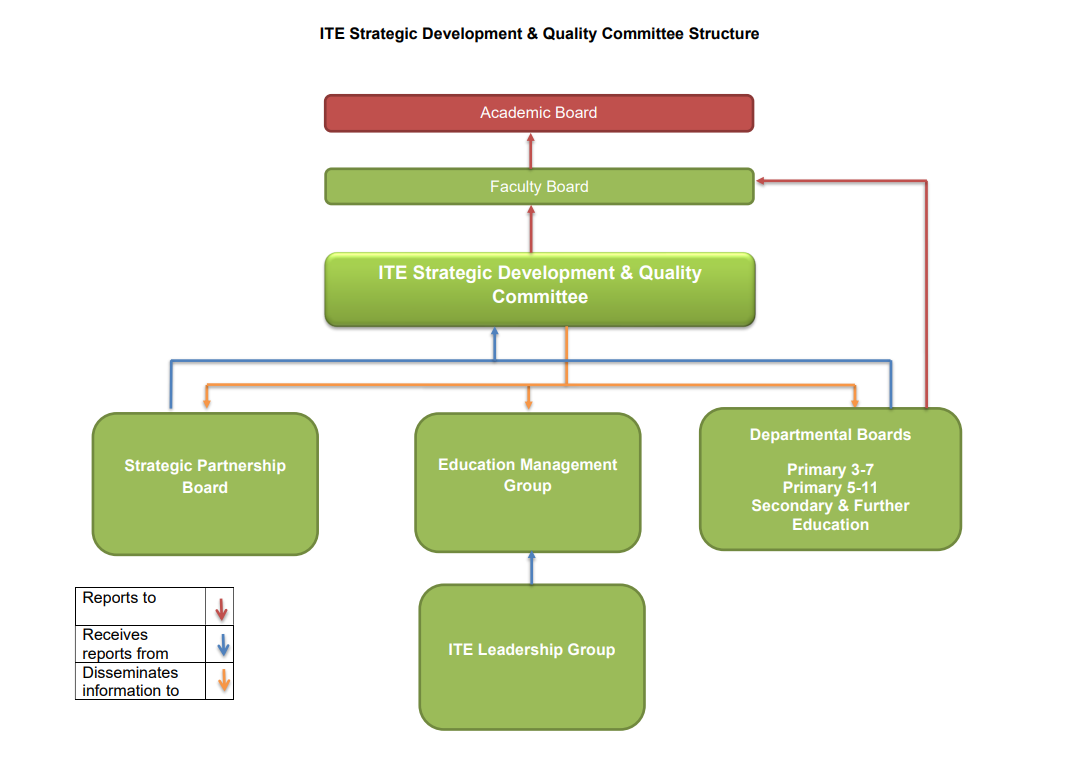 ITE Strategic Development & Quality Committee Structure
Academic Board
Faculty Board
ITE Strategic Development & Quality
Committee
Strategic Partnership
Board
Education Management
Group
Departmental Boards
Primary 3-7
Primary 5-11
Secondary & Further
Education
ITE Leadership Group
Reports to
Receives
reports from
Disseminates
information to